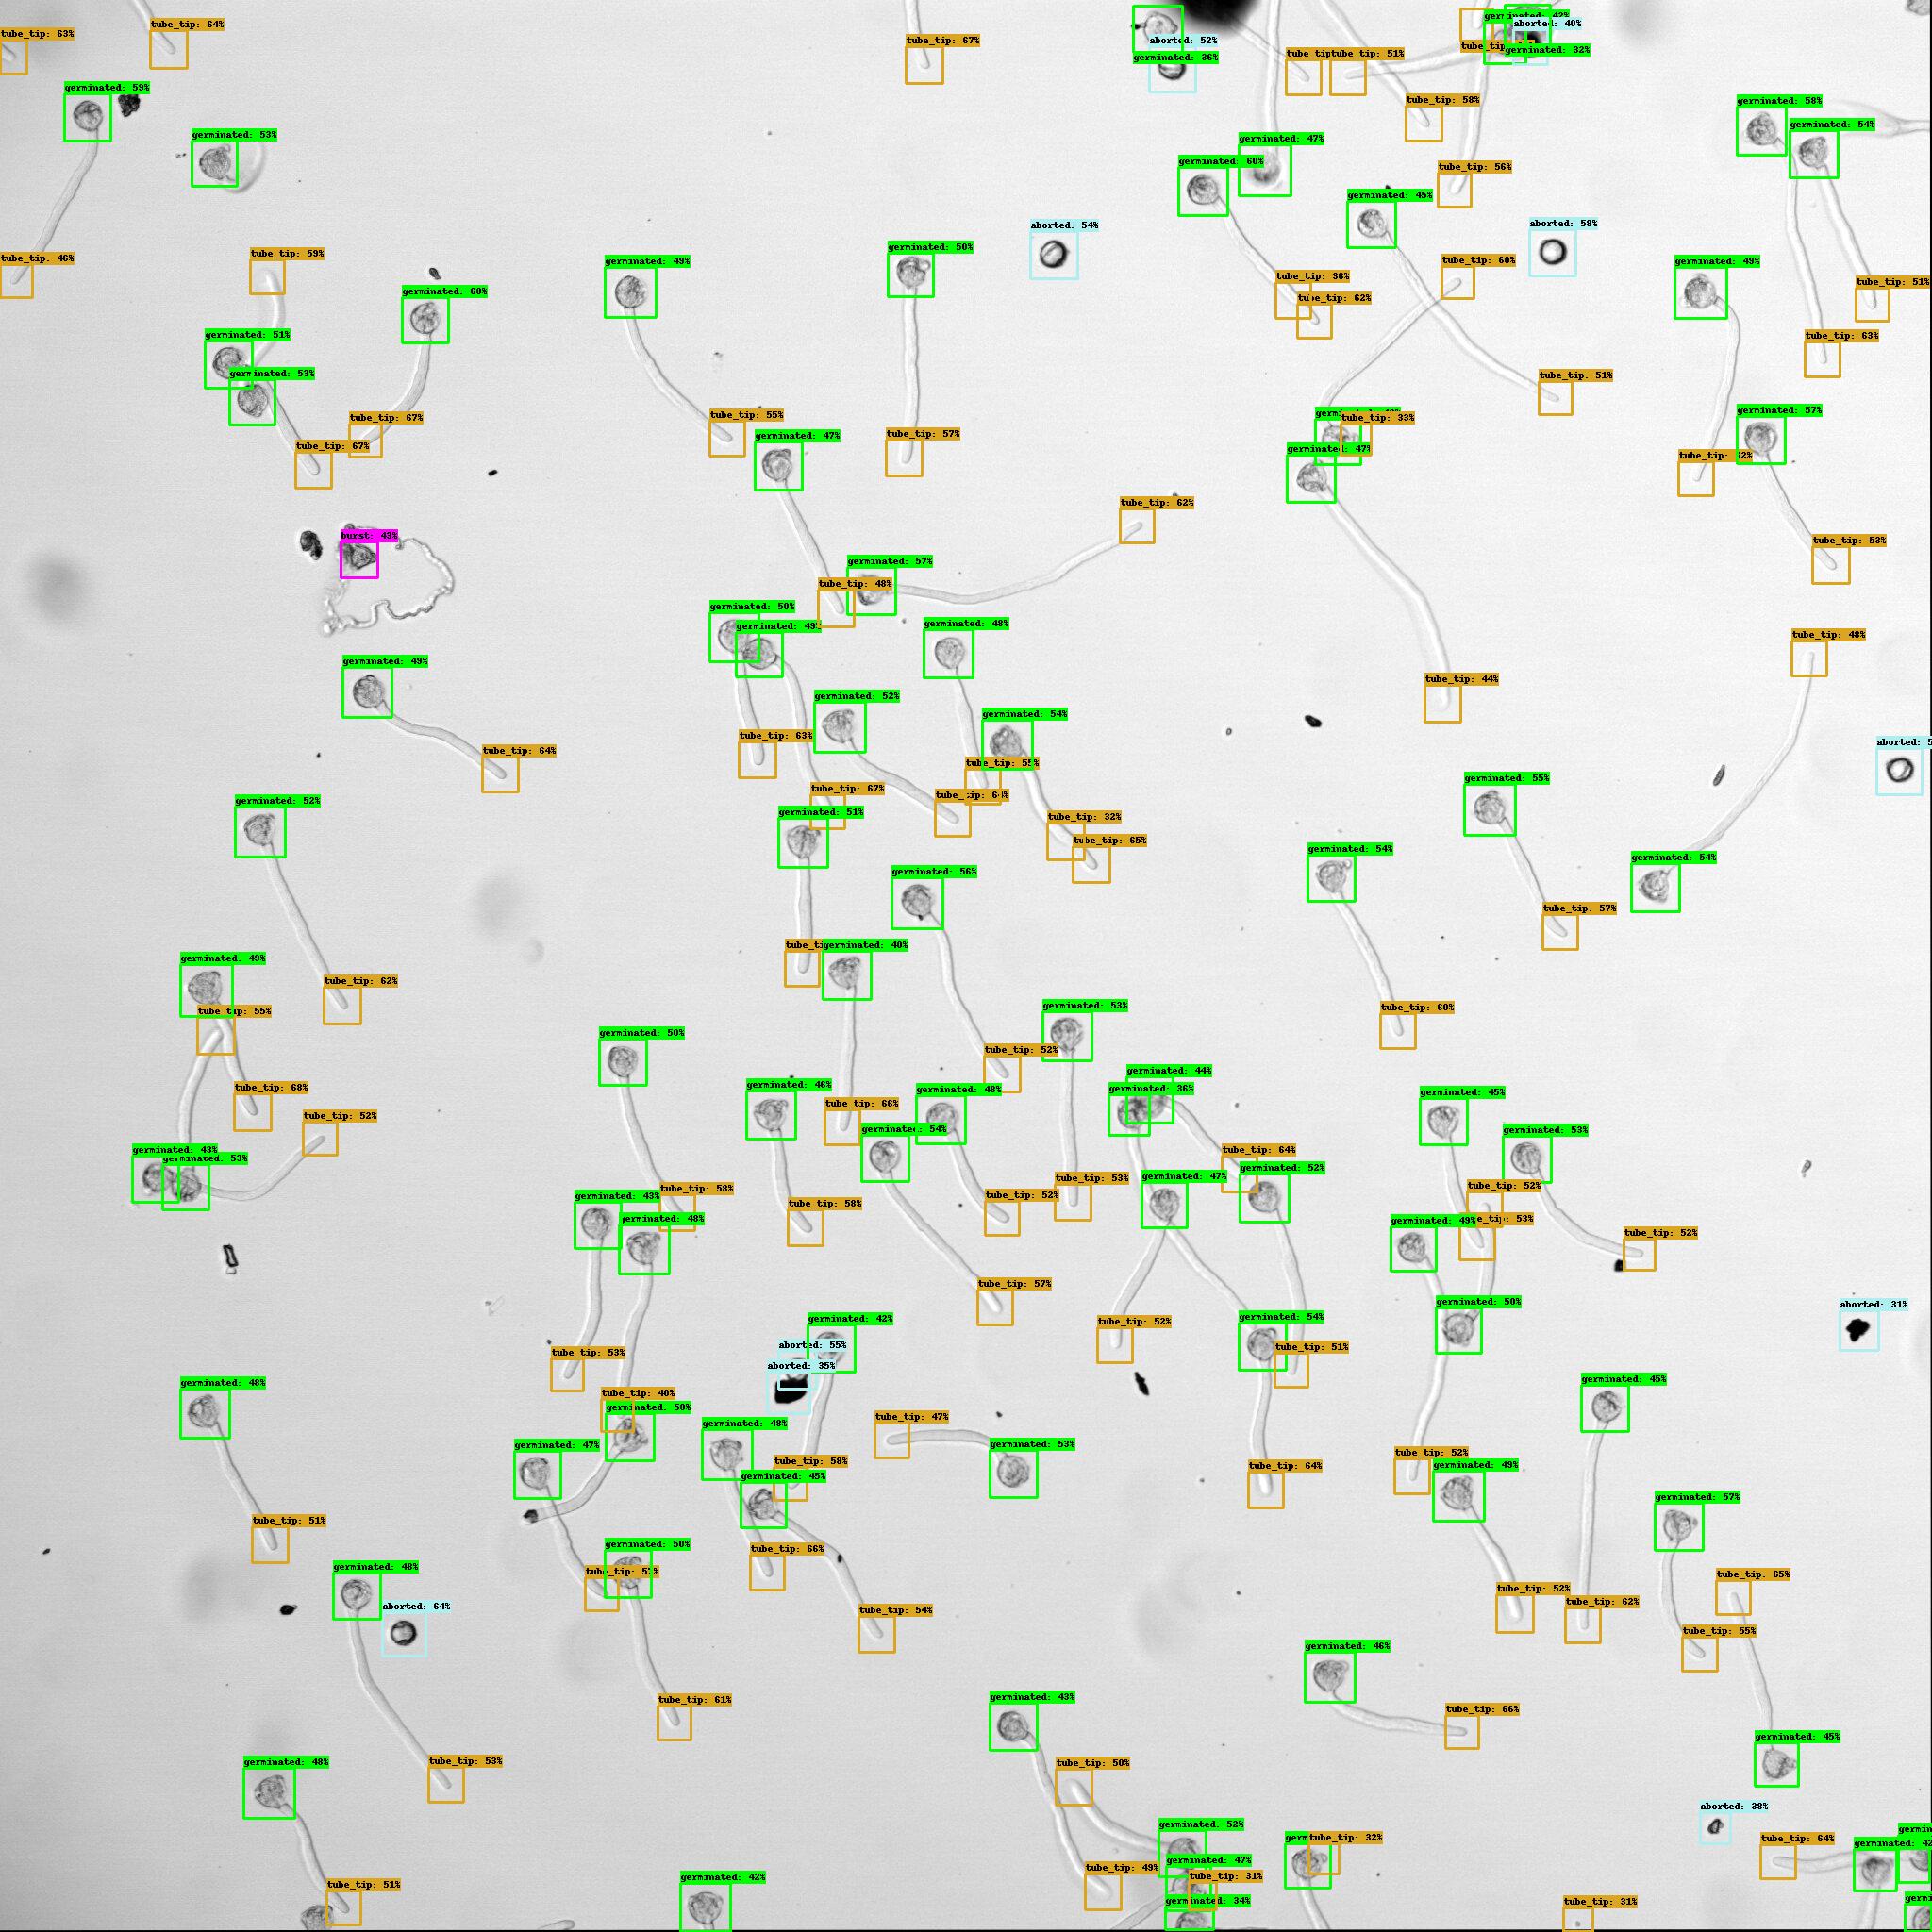 tube_tip: 64%
tube_tip: 63%
tube_tip: 67%
aborted: 52%
germinated: 36%
tube_tip: 51%
aborted: 40%
germinated: 32%
germinated: 59%
germinated: 53%
tube_tip: 58%
germinated: 58%
germinated: 54%
germinated: 47%
germinated: 60%
tube_tip: 56%
germinated: 45%
aborted: 54%
aborted: 58%
tube_tip: 46%
tube_tip: 59%
germinated: 49%
germinated: 50%
tube_tip: 60%
germinated: 49%
tube_tip: 36%
tube_tip: 62%
tube_tip: 51%
germinated: 60%
germinated: 51%
germinated: 53%
tube_tip: 63%
tube_tip: 51%
tube_tip: 67%
tube_tip: 67%
tube_tip: 55%
germinated: 47%
tube_tip: 57%
tube_tip: 33%
germinated: 47%
germinated: 57%
tube_tip: 62%
burst: 43%
tube_tip: 53%
germinated: 57%
tube_tip: 48%
germinated: 50%
germinated: 49%
germinated: 48%
tube_tip: 48%
germinated: 49%
tube_tip: 44%
germinated: 52%
germinated: 54%
tube_tip: 63%
tube_tip: 64%
tube_tip: 55%
germinated: 55%
tube_tip: 67%
germinated: 52%
germinated: 51%
tube_tip: 32%
tube_tip: 65%
germinated: 54%
germinated: 54%
germinated: 56%
tube_tip: 57%
germinated: 49%
germinated: 40%
tube_tip: 62%
tube_tip: 55%
germinated: 53%
tube_tip: 60%
germinated: 50%
tube_tip: 52%
germinated: 44%
germinated: 36%
tube_tip: 68%
germinated: 46%
germinated: 48%
germinated: 45%
tube_tip: 66%
tube_tip: 52%
germinated: 54%
germinated: 53%
germinated: 43%
germinated: 53%
tube_tip: 64%
germinated: 52%
germinated: 47%
tube_tip: 53%
tube_tip: 58%
germinated: 43%
tube_tip: 52%
tube_tip: 58%
tube_tip: 52%
germinated: 48%
germinated: 49%
tube_tip: 52%
tube_tip: 57%
germinated: 50%
aborted: 31%
germinated: 42%
germinated: 54%
tube_tip: 52%
aborted: 55%
tube_tip: 51%
tube_tip: 53%
aborted: 35%
germinated: 48%
tube_tip: 40%
germinated: 50%
germinated: 45%
tube_tip: 47%
germinated: 48%
germinated: 47%
germinated: 53%
tube_tip: 52%
tube_tip: 58%
germinated: 45%
tube_tip: 64%
germinated: 49%
germinated: 57%
tube_tip: 51%
germinated: 50%
tube_tip: 66%
germinated: 48%
tube_tip: 57%
tube_tip: 65%
aborted: 64%
tube_tip: 54%
tube_tip: 52%
tube_tip: 62%
tube_tip: 55%
germinated: 46%
tube_tip: 61%
germinated: 43%
tube_tip: 66%
germinated: 45%
germinated: 48%
tube_tip: 53%
tube_tip: 50%
aborted: 38%
germinated: 52%
tube_tip: 32%
tube_tip: 64%
germinated: 47%
tube_tip: 49%
tube_tip: 31%
germinated: 42%
tube_tip: 51%
germinated: 34%
tube_tip: 31%